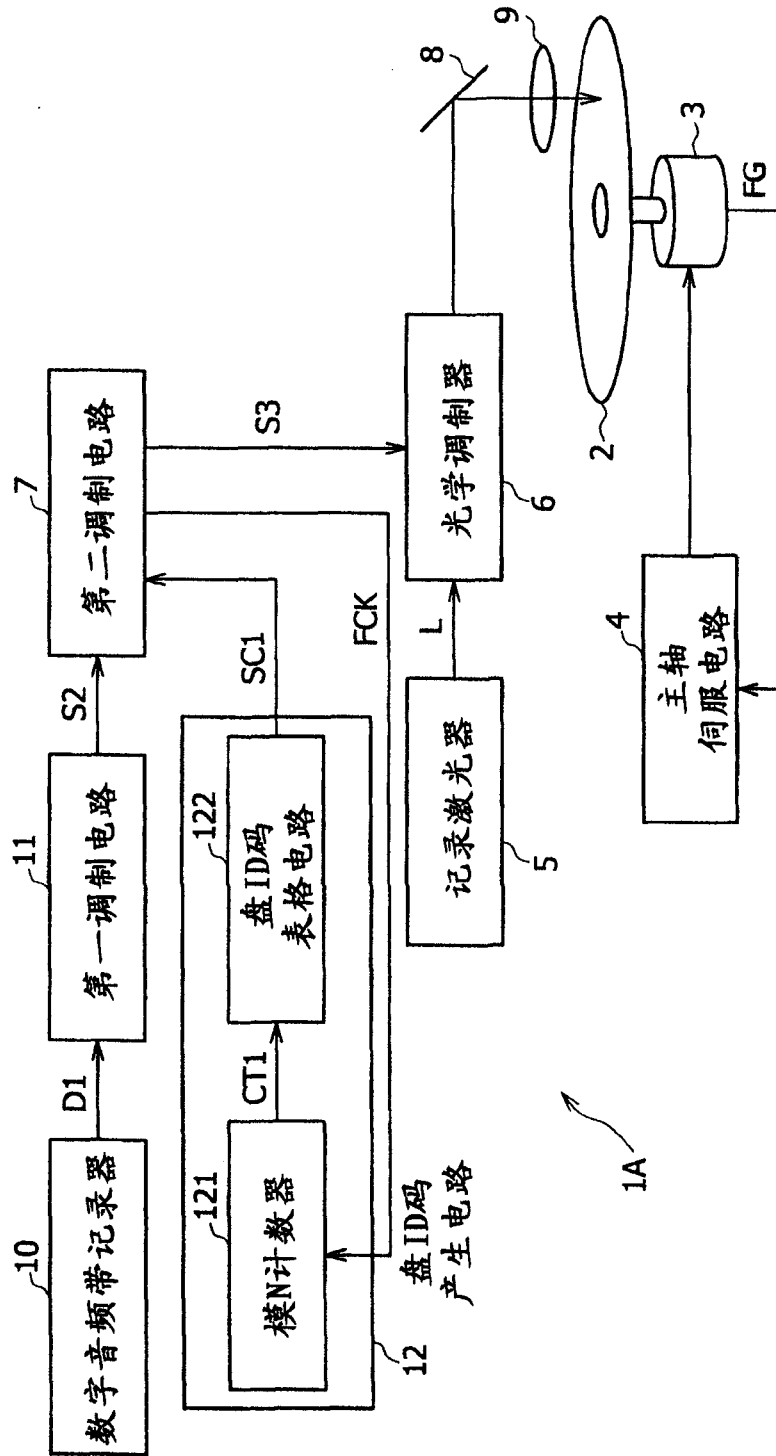 10
数字音频带记录器
D1
11
第一调制电路
S2
7
第二调制电路
121
模N计数器
CT1
122
盘ID码
表格电路
SC1
12
盘ID码
产生电路
FCK
S3
记录激光器
5
L
光学调制器
6
8
9
2
3
FG
4
主轴
伺服电路
1A